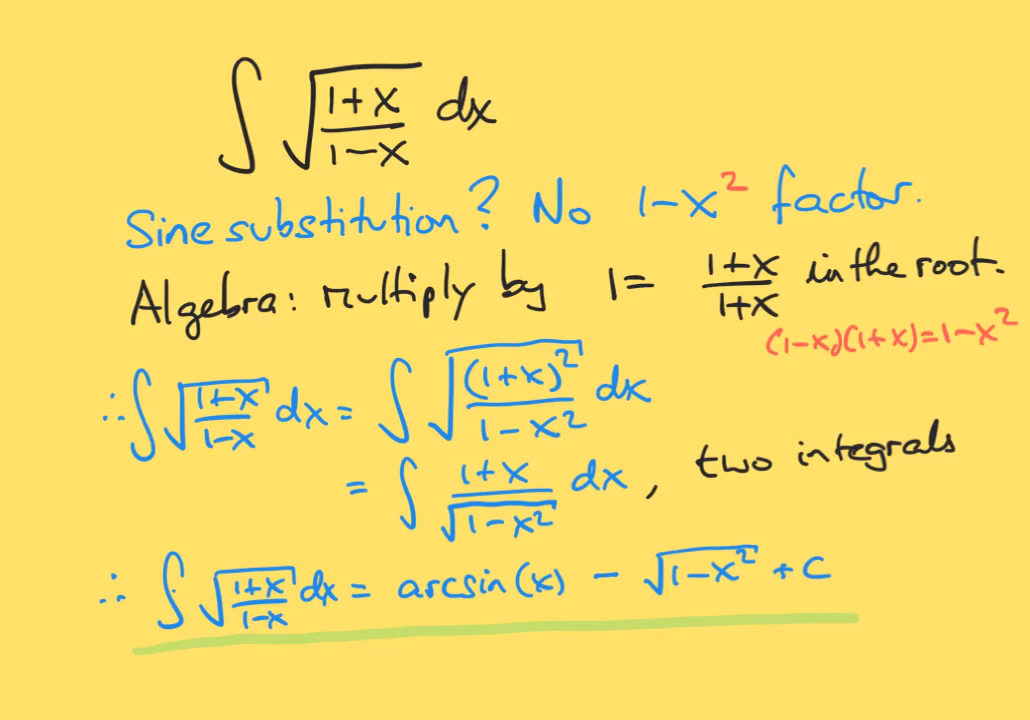 ∫ √((1+x)/(1-x)) dx
Sine substitution? No 1-x² factor.
Algebra: multiply by 1 = (1+x)/(1+x) in the root.
(1-x)(1+x)=1-x²
∴ ∫ √((1+x)/(1-x)) dx = ∫ √((1+x)²/(1-x²)) dx
= ∫ (1+x)/√(1-x²) dx, two integrals
∴ ∫ √((1+x)/(1-x)) dx = arcsin(x) - √(1-x²) + c